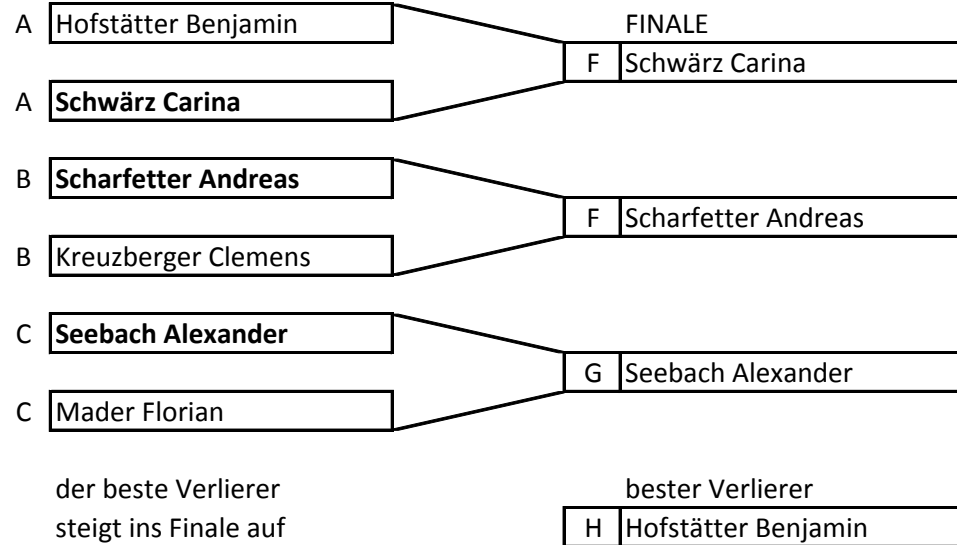 A Hofstätter Benjamin
FINALE
F Schwärz Carina
A Schwärz Carina
B Scharfetter Andreas
F Scharfetter Andreas
B Kreuzberger Clemens
C Seebach Alexander
G Seebach Alexander
C Mader Florian
der beste Verlierer
steigt ins Finale auf
bester Verlierer
H Hofstätter Benjamin